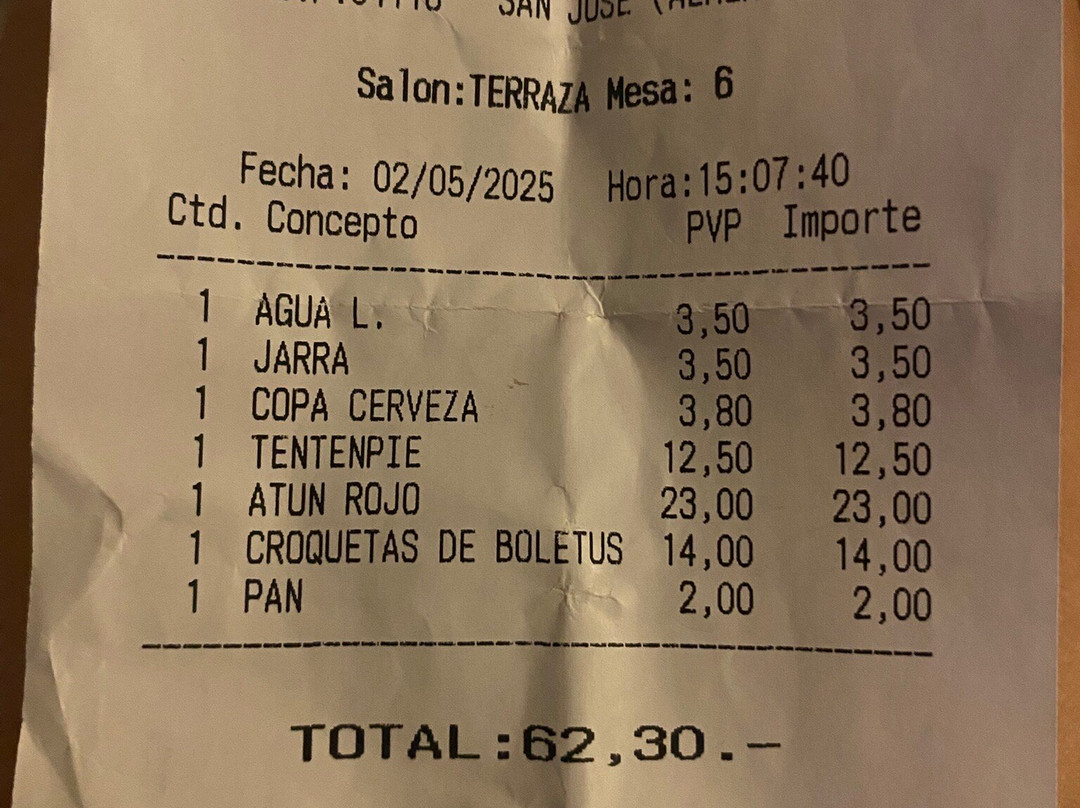 SAN JOSE
Salon:TERRAZA Mesa: 6
Fecha: 02/05/2025 Hora:15:07:40
Ctd. Concepto PVP Importe
1 AGUA L. 3,50 3,50
1 JARRA 3,50 3,50
1 COPA CERVEZA 3,80 3,80
1 TENTENPIE 12,50 12,50
1 ATUN ROJO 23,00 23,00
1 CROQUETAS DE BOLETUS 14,00 14,00
1 PAN 2,00 2,00
TOTAL:62,30.-